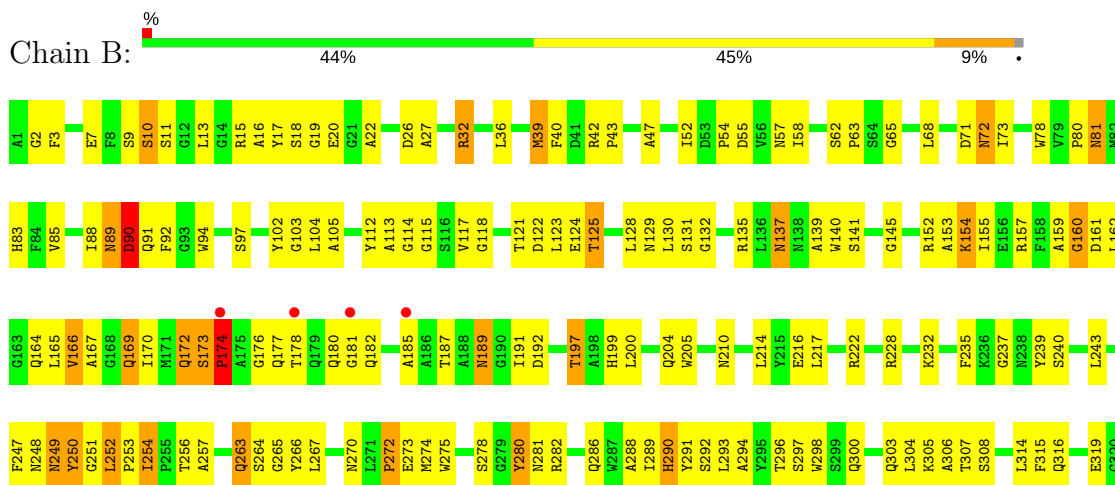 %
Chain B:
44% 45% 9% •
A1 G2 F3 E7 F8 S9 S10 S11 G12 L13 G14 R15 A16 Y17 S18 G19 E20 G21 A22 D26 A27 R32 L36 M39 F40 D41 R42 P43 A47 I52 D53 P54 D55 V56 N57 I58 S62 P63 S64 G65 L68 D71 N72 I73 W78 V79 P80 N81 M82
H83 F84 V85 I88 N89 D90 Q91 F92 G93 W94 S97 Y102 G103 L104 A105 Y112 A113 G114 G115 S116 V117 G118 T121 D122 L123 E124 T125 L128 N129 L130 S131 G132 R135 L136 N137 N138 A139 W140 S141 G145 R152 A153 K154 I155 E156 R157 F158 A159 G160 D161 L162
G163 Q164 L165 V166 A167 G168 Q169 I170 M171 Q172 S173 P174 A175 G176 Q177 T178 Q179 Q180 G181 Q182 A185 A186 T187 A188 N189 G190 I191 D192 T197 A198 H199 L200 Q204 W205 N210 L214 Y215 E216 L217 R222 R228 K232 F235 K236 G237 N238 Y239 S240 L243
F247 N248 N249 Y250 G251 L252 P253 I254 P255 T256 A257 Q263 S264 G265 Y266 L267 N270 L271 P272 E273 M274 W275 S278 G279 Y280 N281 R282 Q286 W287 A288 I289 H290 Y291 S292 L293 A294 Y295 T296 S297 W298 S299 Q300 Q303 L304 K305 A306 T307 S308 L314 F315 Q316 E319 G320